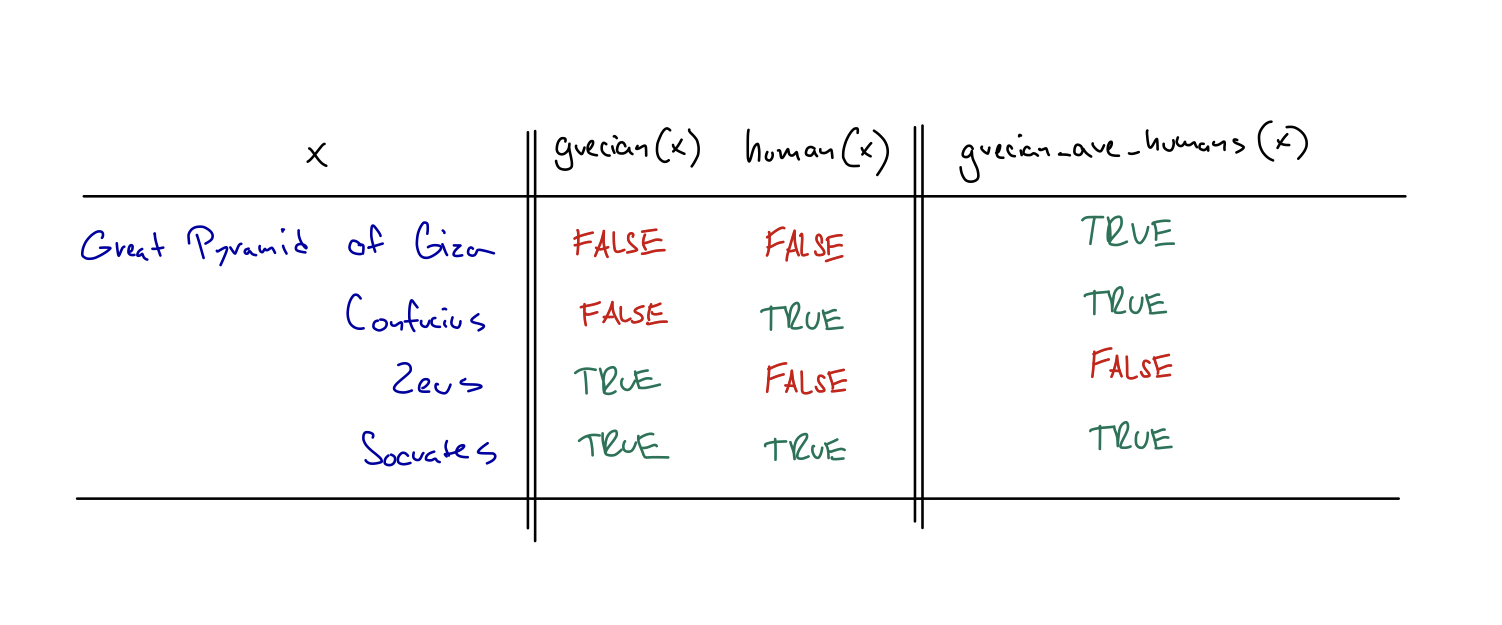 x grecian(x) human(x) grecian_are_humans(x)
Great Pyramid of Giza FALSE FALSE TRUE
Confucius FALSE TRUE TRUE
Zeus TRUE FALSE FALSE
Socrates TRUE TRUE TRUE